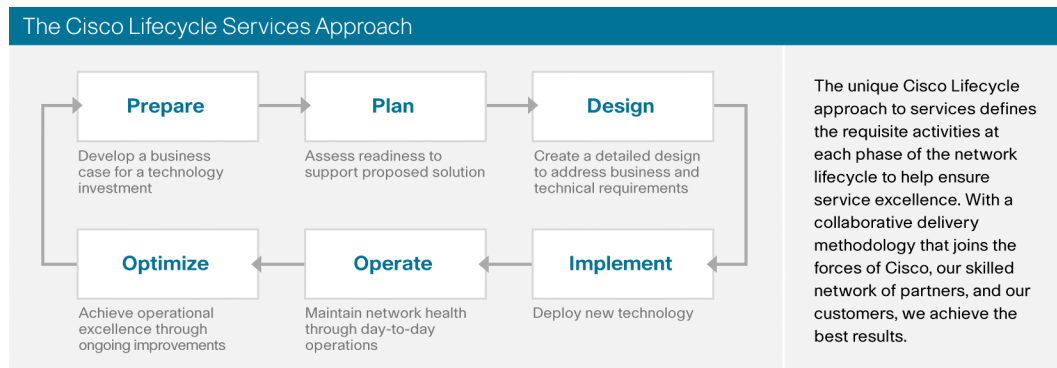 The Cisco Lifecycle Services Approach
Prepare
Develop a business
case for a technology
investment
Plan
Assess readiness to
support proposed solution
Design
Create a detailed design
to address business and
technical requirements
Optimize
Achieve operational
excellence through
ongoing improvements
Operate
Maintain network health
through day-to-day
operations
Implement
Deploy new technology
The unique Cisco Lifecycle
approach to services defines
the requisite activities at
each phase of the network
lifecycle to help ensure
service excellence. With a
collaborative delivery
methodology that joins the
forces of Cisco, our skilled
network of partners, and our
customers, we achieve the
best results.